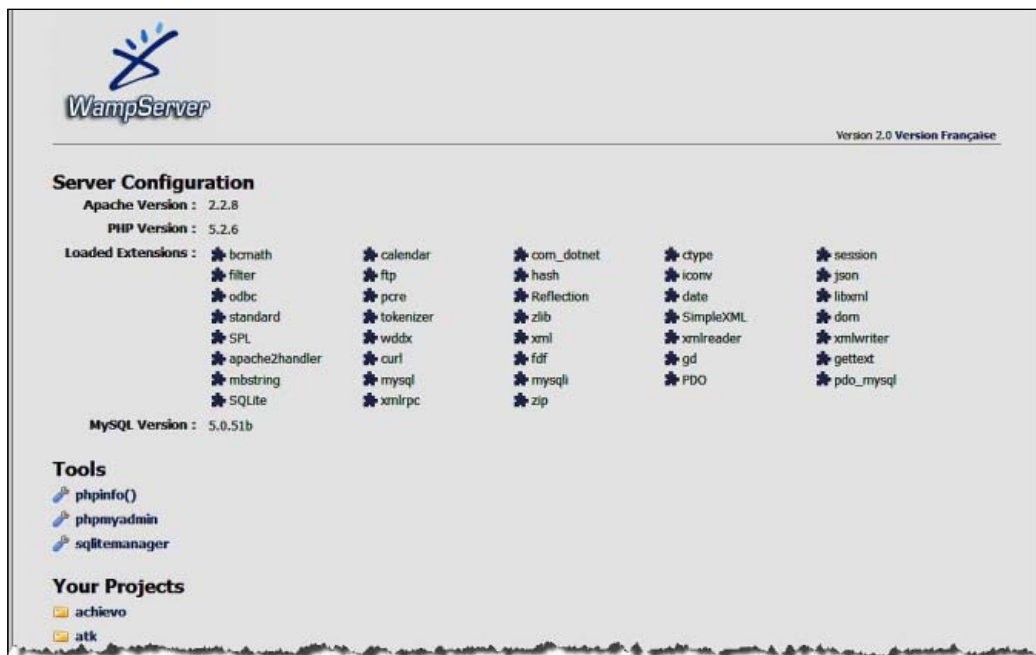 WampServer
Version 2.0 Version Française
Server Configuration
Apache Version : 2.2.8
PHP Version : 5.2.6
Loaded Extensions : bcmath calendar com_dotnet ctype session
filter ftp hash iconv json
odbc pcre Reflection date libxml
standard tokenizer zlib SimpleXML dom
SPL wddx xml xmlreader xmlwriter
apache2handler curl fdf gd gettext
mbstring mysql mysqli PDO pdo_mysql
SQLite xmlrpc zip
MySQL Version : 5.0.51b
Tools
phpinfo()
phpmyadmin
sqlitemanager
Your Projects
achievo
atk